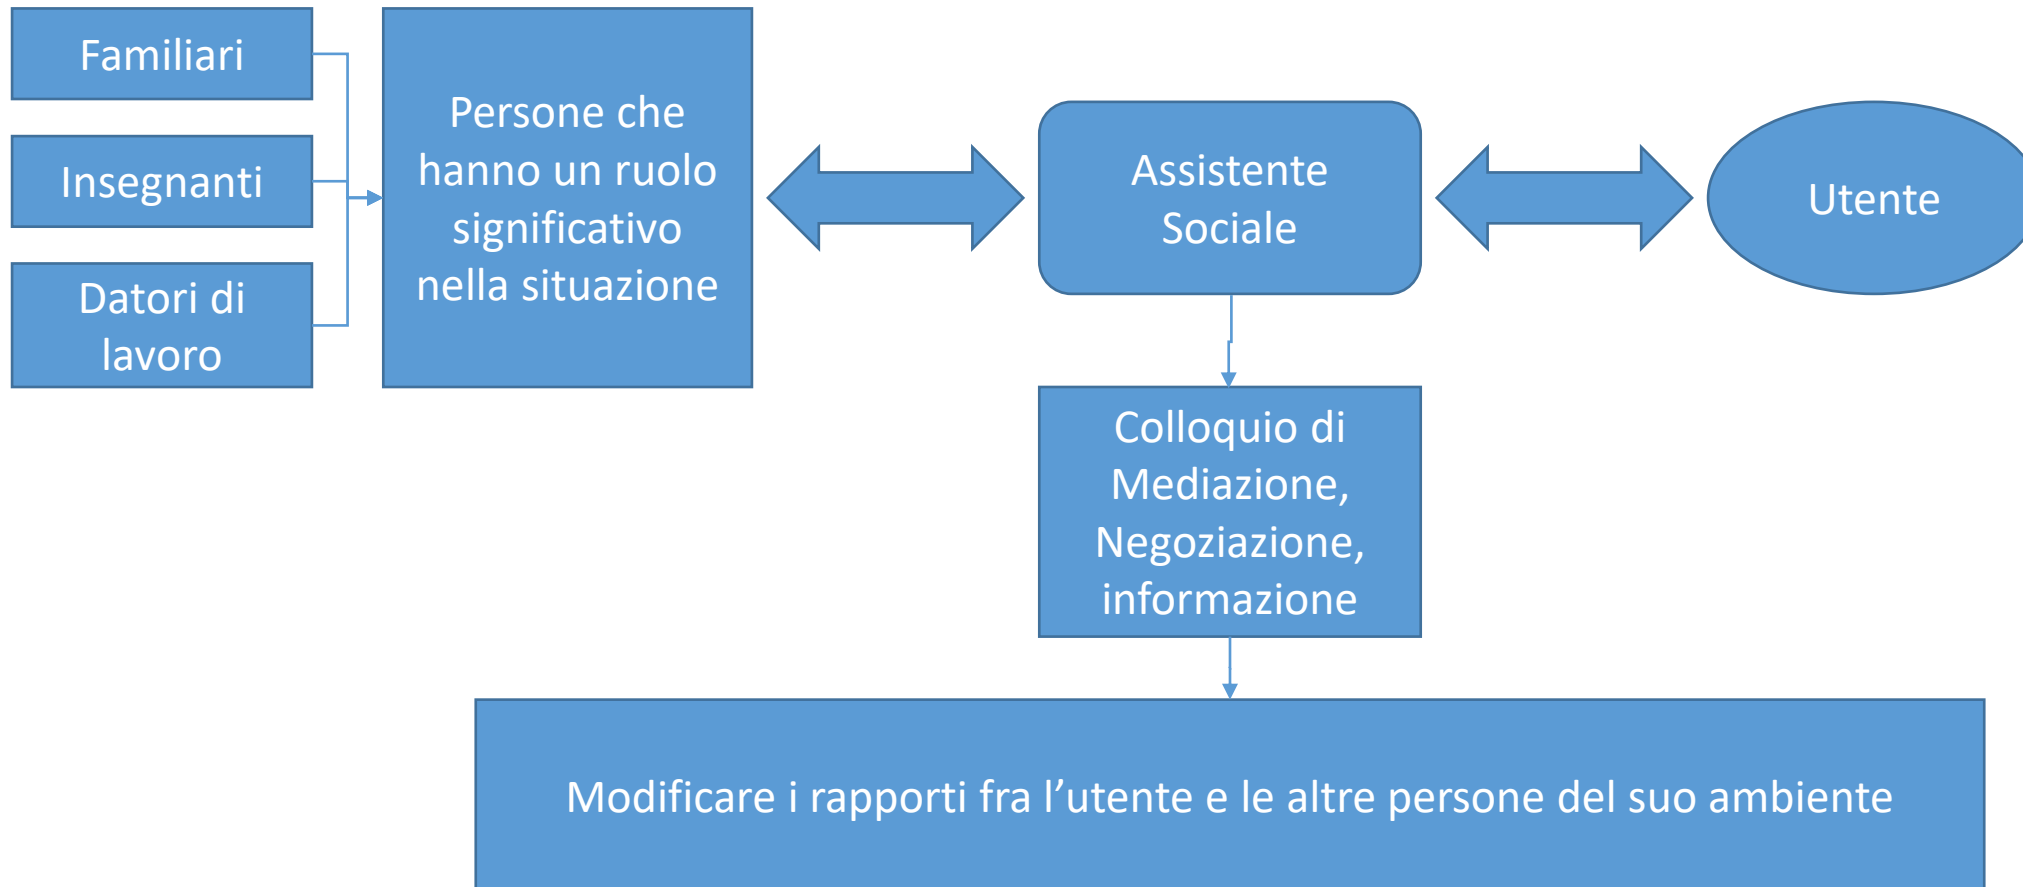 Familiari
Insegnanti
Datori di
lavoro
Persone che
hanno un ruolo
significativo
nella situazione
Assistente
Sociale
Utente
Colloquio di
Mediazione,
Negoziazione,
informazione
Modificare i rapporti fra l’utente e le altre persone del suo ambiente